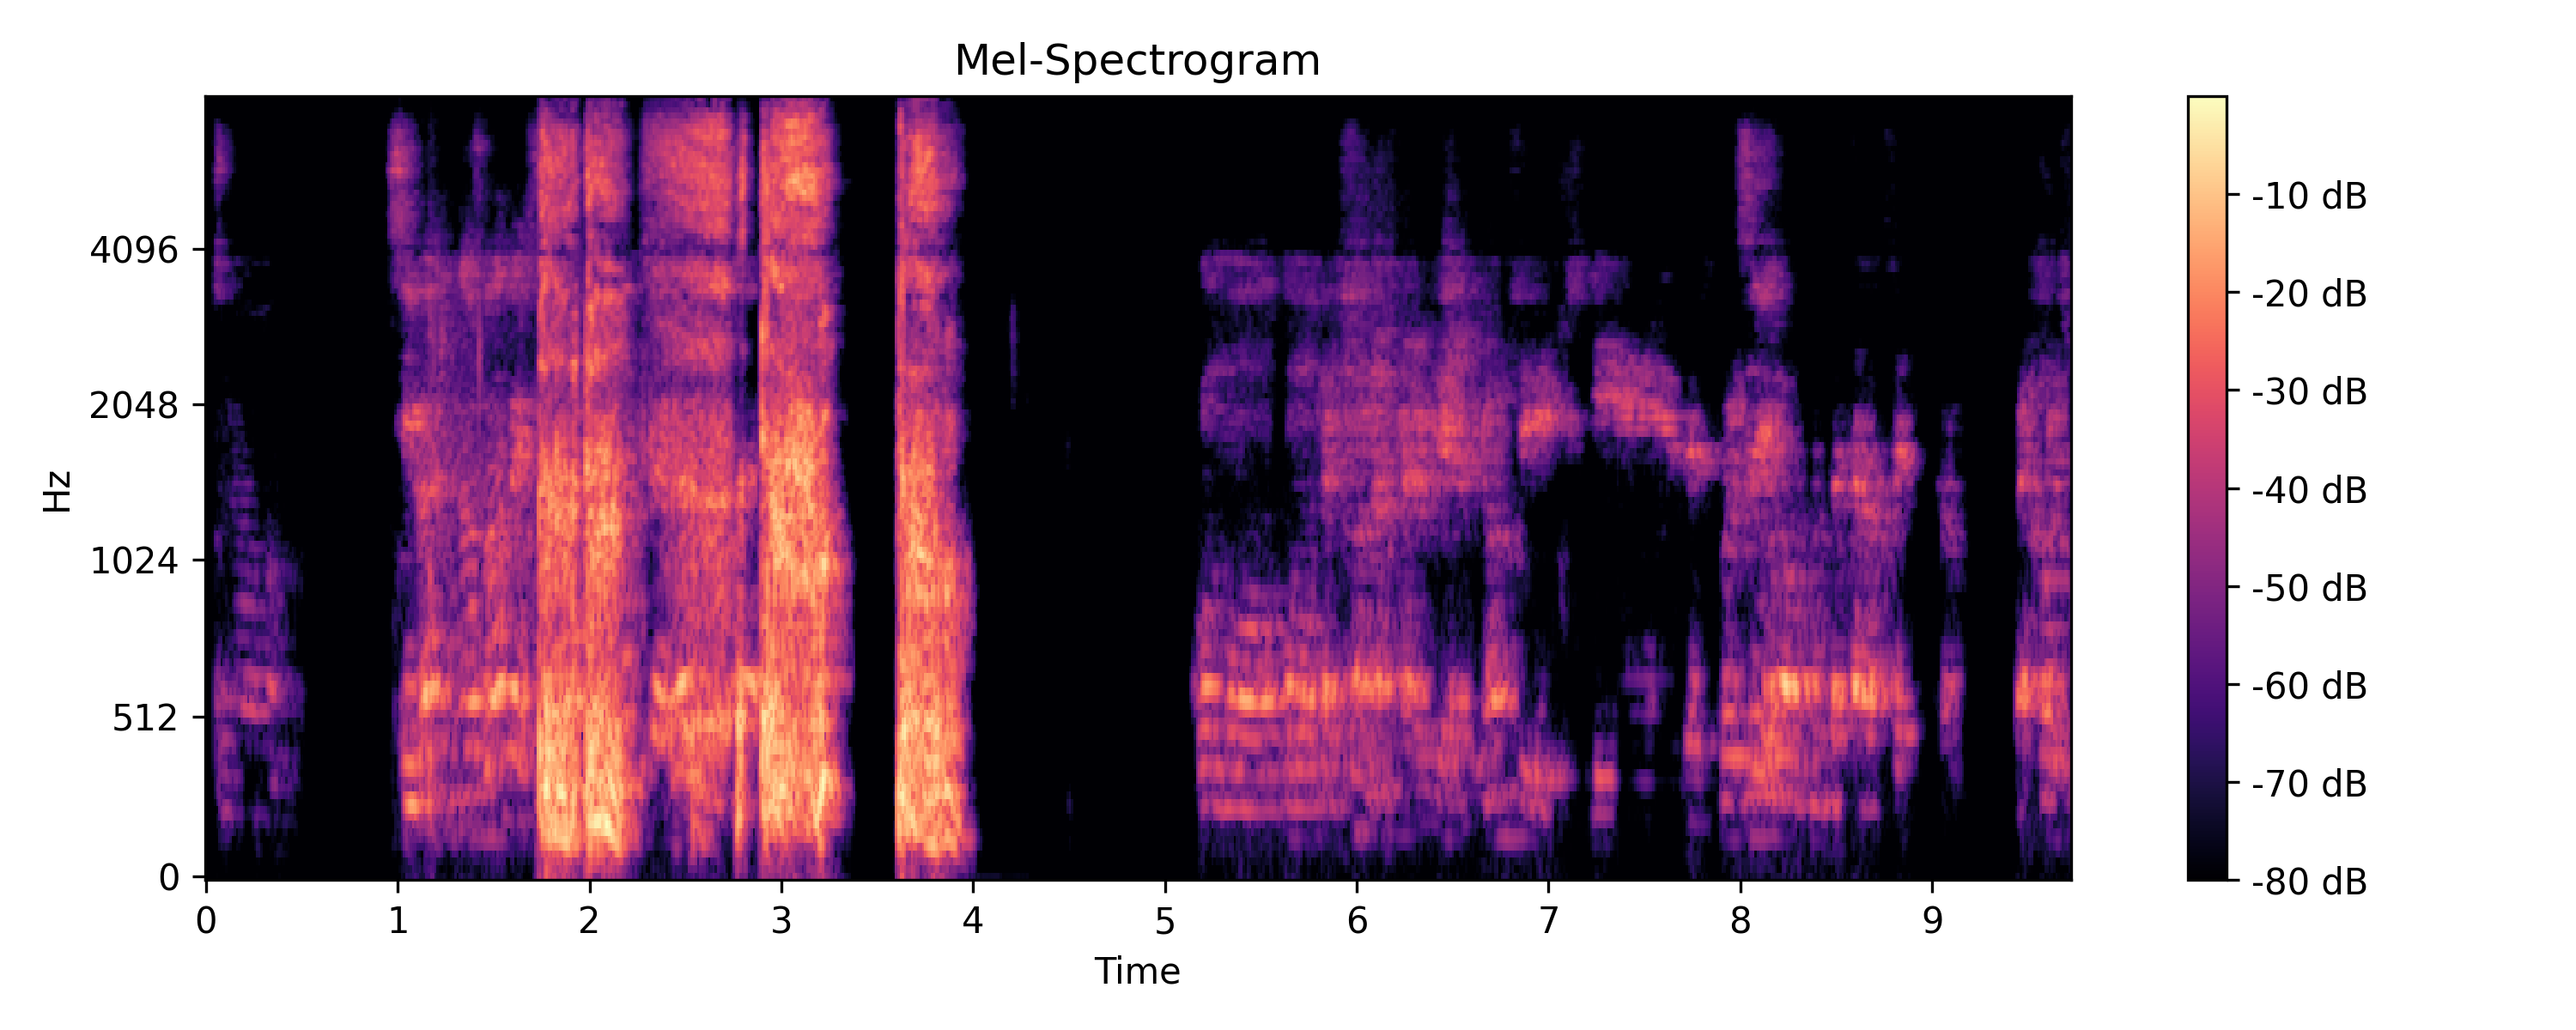 Mel-Spectrogram
Hz
4096
2048
1024
512
0
0 1 2 3 4 5 6 7 8 9
Time
-10 dB
-20 dB
-30 dB
-40 dB
-50 dB
-60 dB
-70 dB
-80 dB